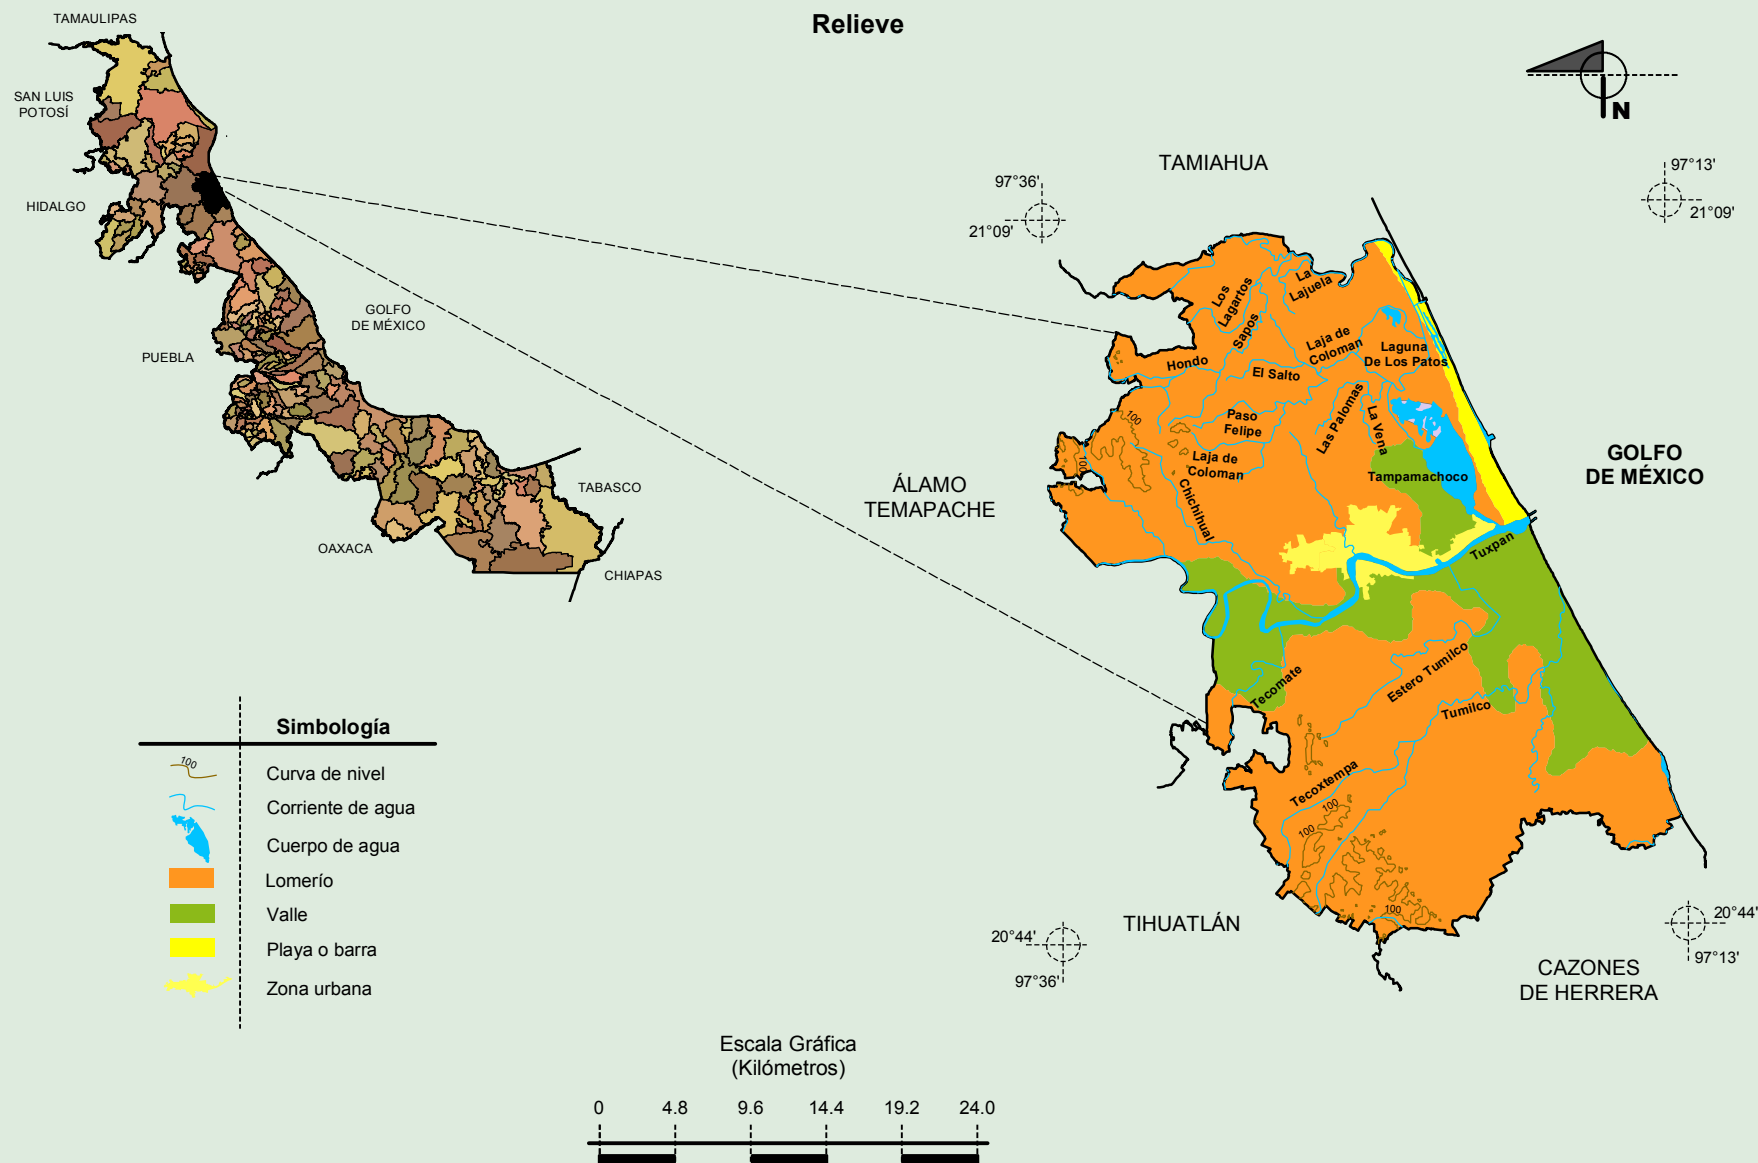 Relieve
TAMAULIPAS
SAN LUIS
POTOSÍ
HIDALGO
PUEBLA
GOLFO
DE MÉXICO
OAXACA
TABASCO
CHIAPAS
N
TAMIAHUA
97°36'
21°09'
97°13'
21°09'
ÁLAMO
TEMAPACHE
GOLFO
DE MÉXICO
TIHUATLÁN
CAZONES
DE HERRERA
20°44'
97°36'
20°44'
97°13'
Los
Lagartos
Sapos
La
Lajuela
Hondo
Laja de
Coloman
El Salto
Laguna
De Los Patos
100
100
Paso
Felipe
Las Palomas
La Vena
Laja de
Coloman
Chichihual
Tampamachoco
Tuxpan
Tecomate
Estero Tumilco
Tumilco
Tecoxtempa
100
100
100
Simbología
100
Curva de nivel
Corriente de agua
Cuerpo de agua
Lomerío
Valle
Playa o barra
Zona urbana
Escala Gráfica
(Kilómetros)
0 4.8 9.6 14.4 19.2 24.0